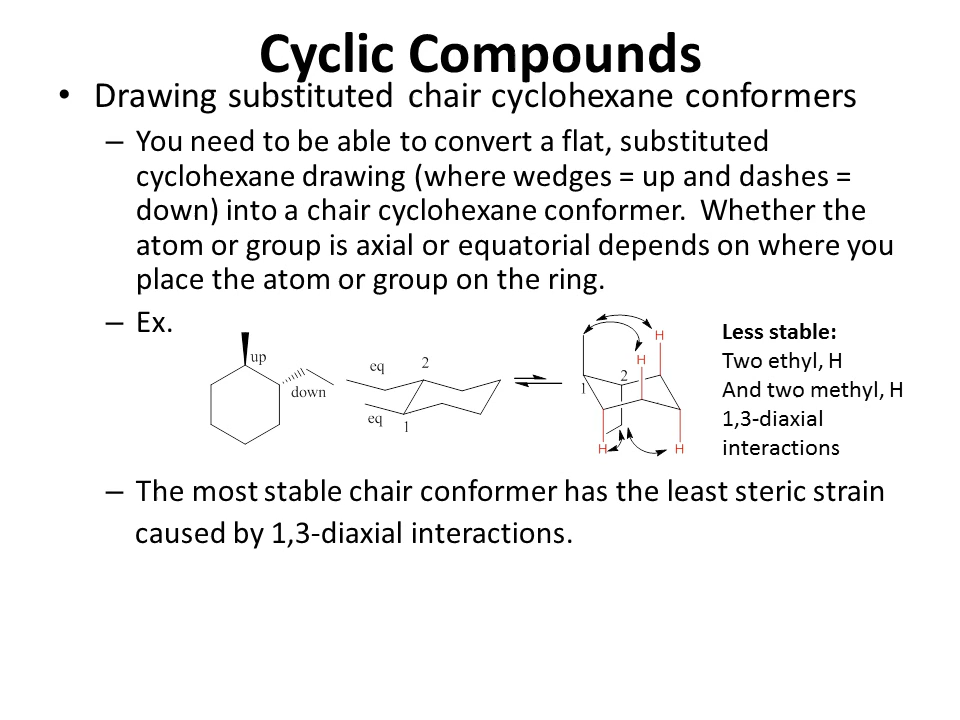 Cyclic Compounds
• Drawing substituted chair cyclohexane conformers
– You need to be able to convert a flat, substituted
cyclohexane drawing (where wedges = up and dashes =
down) into a chair cyclohexane conformer. Whether the
atom or group is axial or equatorial depends on where you
place the atom or group on the ring.
– Ex.
up
down
eq
2
eq
1
H
H
2
1
H
H
Less stable:
Two ethyl, H
And two methyl, H
1,3-diaxial
interactions
– The most stable chair conformer has the least steric strain
caused by 1,3-diaxial interactions.